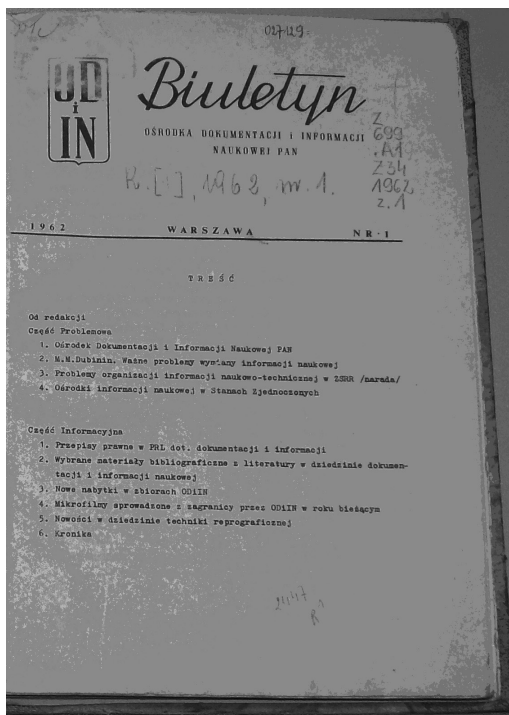 027129
UD
i
IN
Biuletyn
OŚRODKA DOKUMENTACJI i INFORMACJI
NAUKOWEJ PAN
Z
699
.A1
Z34
1962
z.1
R.[1], 1962, nr 1.
1962 WARSZAWA NR·1
TREŚĆ
Od redakcji
Część Problemowa
1. Ośrodek Dokumentacji i Informacji Naukowej PAN
2. M.M.Dubinin. Ważne problemy wymiany informacji naukowej
3. Problemy organizacji informacji naukowo-technicznej w ZSRR /narada/
4. Ośrodki informacji naukowej w Stanach Zjednoczonych
Część Informacyjna
1. Przepisy prawne w PRL dot. dokumentacji i informacji
2. Wybrane materiały bibliograficzne z literatury w dziedzinie dokumen-
tacji i informacji naukowej
3. Nowe nabytki w zbiorach ODiIN
4. Mikrofilmy sprowadzone z zagranicy przez ODiIN w roku bieżącym
5. Nowości w dziedzinie techniki reprograficznej
6. Kronika